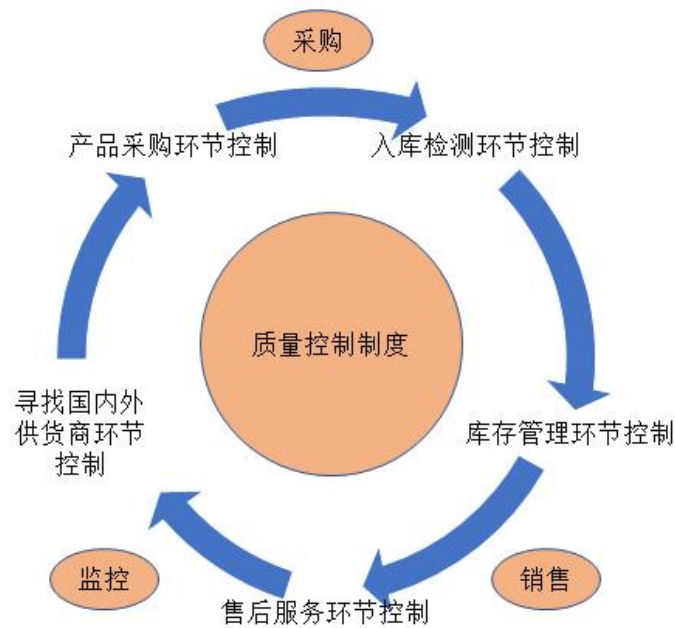 采购
产品采购环节控制
入库检测环节控制
质量控制制度
寻找国内外
供货商环节
控制
库存管理环节控制
监控
销售
售后服务环节控制